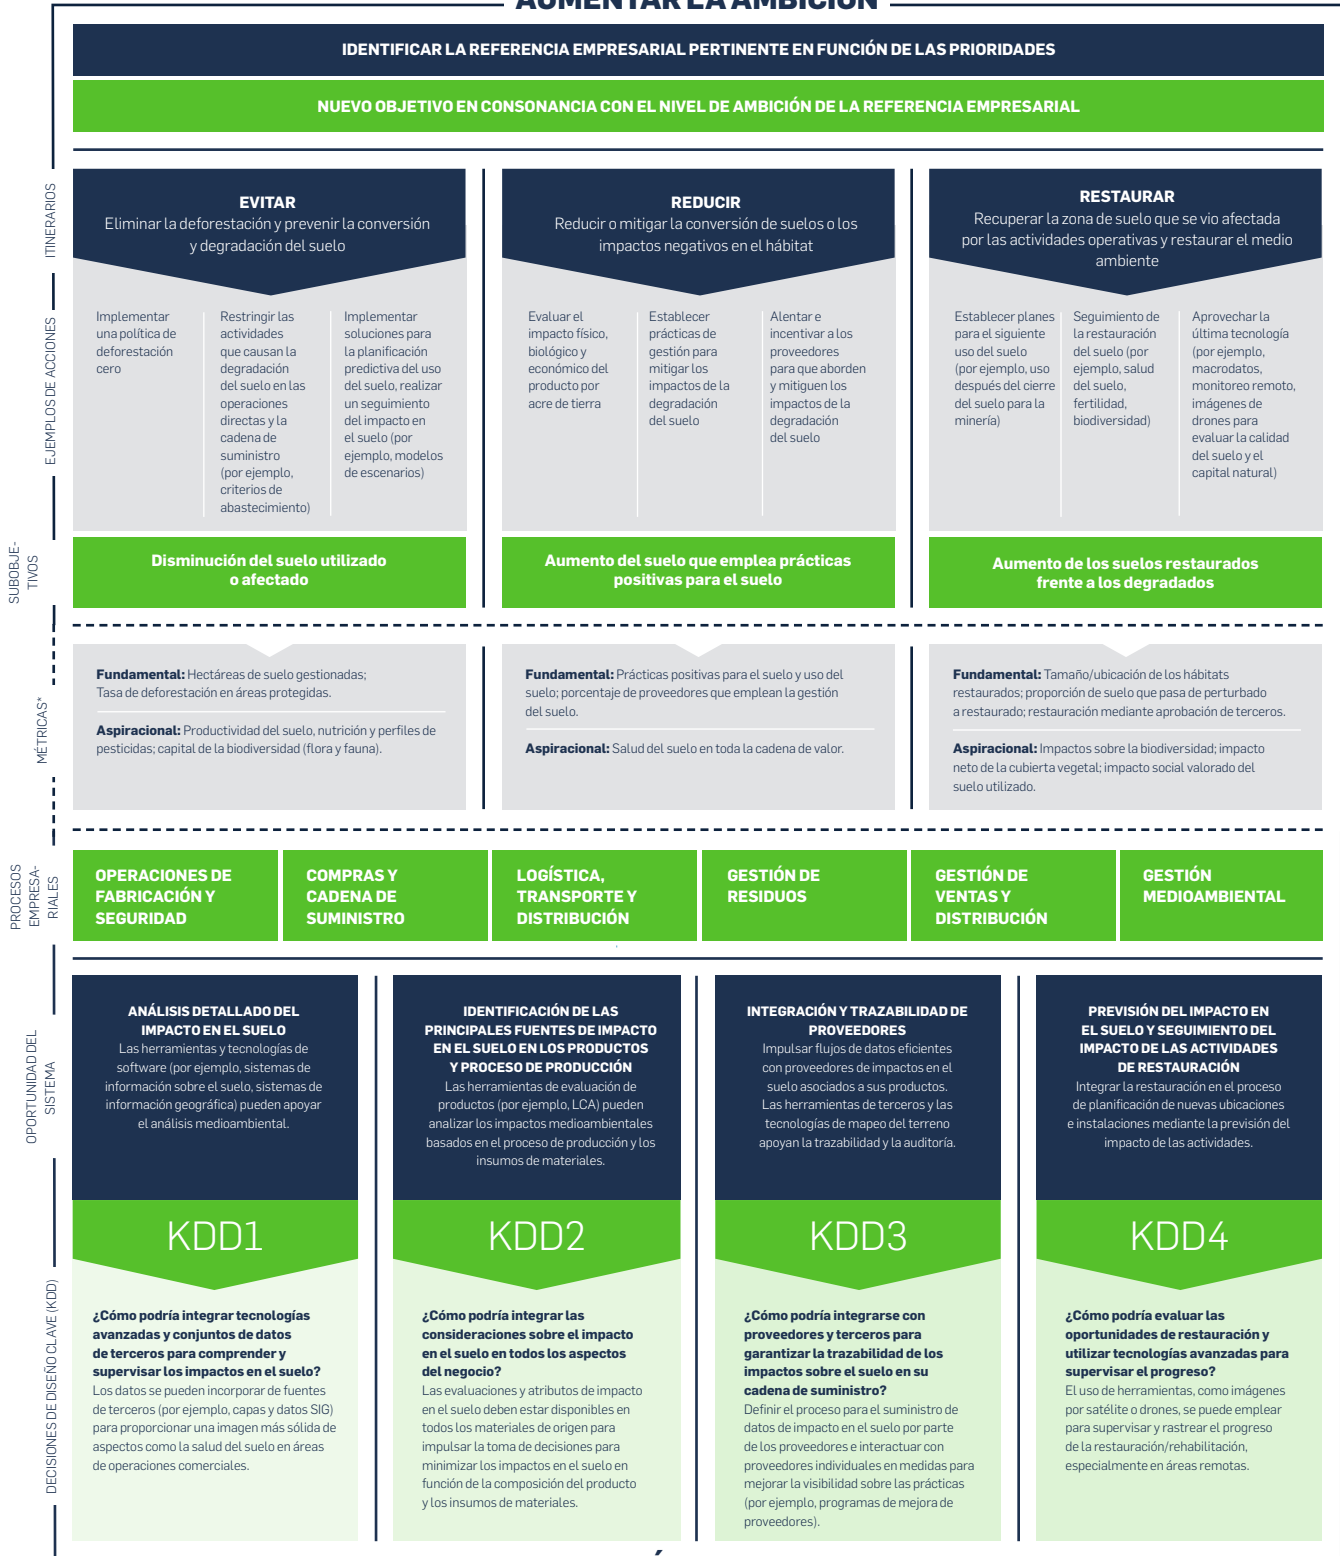 AUMENTAR LA AMBICIÓN
IDENTIFICAR LA REFERENCIA EMPRESARIAL PERTINENTE EN FUNCIÓN DE LAS PRIORIDADES
NUEVO OBJETIVO EN CONSONANCIA CON EL NIVEL DE AMBICIÓN DE LA REFERENCIA EMPRESARIAL
ITINERARIOS
EVITAR
Eliminar la deforestación y prevenir la conversión
y degradación del suelo
REDUCIR
Reducir o mitigar la conversión de suelos o los
impactos negativos en el hábitat
RESTAURAR
Recuperar la zona de suelo que se vio afectada
por las actividades operativas y restaurar el medio
ambiente
EJEMPLOS DE ACCIONES
Implementar
una política de
deforestación
cero
Restringir las
actividades
que causan la
degradación
del suelo en las
operaciones
directas y la
cadena de
suministro
(por ejemplo,
criterios de
abastecimiento)
Implementar
soluciones para
la planificación
predictiva del uso
del suelo, realizar
un seguimiento
del impacto en
el suelo (por
ejemplo, modelos
de escenarios)
Evaluar el
impacto físico,
biológico y
económico del
producto por
acre de tierra
Establecer
prácticas de
gestión para
mitigar los
impactos de la
degradación
del suelo
Alentar e
incentivar a los
proveedores
para que aborden
y mitiguen los
impactos de la
degradación
del suelo
Establecer planes
para el siguiente
uso del suelo
(por ejemplo, uso
después del cierre
del suelo para la
minería)
Seguimiento de
la restauración
del suelo (por
ejemplo, salud
del suelo,
fertilidad,
biodiversidad)
Aprovechar la
última tecnología
(por ejemplo,
macrodatos,
monitoreo remoto,
imágenes de
drones para
evaluar la calidad
del suelo y el
capital natural)
SUBOBJE-
TIVOS
Disminución del suelo utilizado
o afectado
Aumento del suelo que emplea prácticas
positivas para el suelo
Aumento de los suelos restaurados
frente a los degradados
MÉTRICAS*
Fundamental: Hectáreas de suelo gestionadas;
Tasa de deforestación en áreas protegidas.
Aspiracional: Productividad del suelo, nutrición y perfiles de
pesticidas; capital de la biodiversidad (flora y fauna).
Fundamental: Prácticas positivas para el suelo y uso del
suelo; porcentaje de proveedores que emplean la gestión
del suelo.
Aspiracional: Salud del suelo en toda la cadena de valor.
Fundamental: Tamaño/ubicación de los hábitats
restaurados; proporción de suelo que pasa de perturbado
a restaurado; restauración mediante aprobación de terceros.
Aspiracional: Impactos sobre la biodiversidad; impacto
neto de la cubierta vegetal; impacto social valorado del
suelo utilizado.
PROCESOS
EMPRESA-
RIALES
OPERACIONES DE
FABRICACIÓN Y
SEGURIDAD
COMPRAS Y
CADENA DE
SUMINISTRO
LOGÍSTICA,
TRANSPORTE Y
DISTRIBUCIÓN
GESTIÓN DE
RESIDUOS
GESTIÓN DE
VENTAS Y
DISTRIBUCIÓN
GESTIÓN
MEDIOAMBIENTAL
OPORTUNIDAD DEL
SISTEMA
ANÁLISIS DETALLADO DEL
IMPACTO EN EL SUELO
Las herramientas y tecnologías de
software (por ejemplo, sistemas de
información sobre el suelo, sistemas de
información geográfica) pueden apoyar
el análisis medioambiental.
IDENTIFICACIÓN DE LAS
PRINCIPALES FUENTES DE IMPACTO
EN EL SUELO EN LOS PRODUCTOS
Y PROCESO DE PRODUCCIÓN
Las herramientas de evaluación de
productos (por ejemplo, LCA) pueden
analizar los impactos medioambientales
basados en el proceso de producción y los
insumos de materiales.
INTEGRACIÓN Y TRAZABILIDAD DE
PROVEEDORES
Impulsar flujos de datos eficientes
con proveedores de impactos en el
suelo asociados a sus productos.
Las herramientas de terceros y las
tecnologías de mapeo del terreno
apoyan la trazabilidad y la auditoría.
PREVISIÓN DEL IMPACTO EN
EL SUELO Y SEGUIMIENTO DEL
IMPACTO DE LAS ACTIVIDADES
DE RESTAURACIÓN
Integrar la restauración en el proceso
de planificación de nuevas ubicaciones
e instalaciones mediante la previsión del
impacto de las actividades.
DECISIONES DE DISEÑO CLAVE (KDD)
KDD1
¿Cómo podría integrar tecnologías
avanzadas y conjuntos de datos
de terceros para comprender y
supervisar los impactos en el suelo?
Los datos se pueden incorporar de fuentes
de terceros (por ejemplo, capas y datos SIG)
para proporcionar una imagen más sólida de
aspectos como la salud del suelo en áreas
de operaciones comerciales.
KDD2
¿Cómo podría integrar las
consideraciones sobre el impacto
en el suelo en todos los aspectos
del negocio?
Las evaluaciones y atributos de impacto
en el suelo deben estar disponibles en
todos los materiales de origen para
impulsar la toma de decisiones para
minimizar los impactos en el suelo en
función de la composición del producto
y los insumos de materiales.
KDD3
¿Cómo podría integrarse con
proveedores y terceros para
garantizar la trazabilidad de los
impactos sobre el suelo en su
cadena de suministro?
Definir el proceso para el suministro de
datos de impacto en el suelo por parte
de los proveedores e interactuar con
proveedores individuales en medidas para
mejorar la visibilidad sobre las prácticas
(por ejemplo, programas de mejora de
proveedores).
KDD4
¿Cómo podría evaluar las
oportunidades de restauración y
utilizar tecnologías avanzadas para
supervisar el progreso?
El uso de herramientas, como imágenes
por satélite o drones, se puede emplear
para supervisar y rastrear el progreso
de la restauración/rehabilitación,
especialmente en áreas remotas.